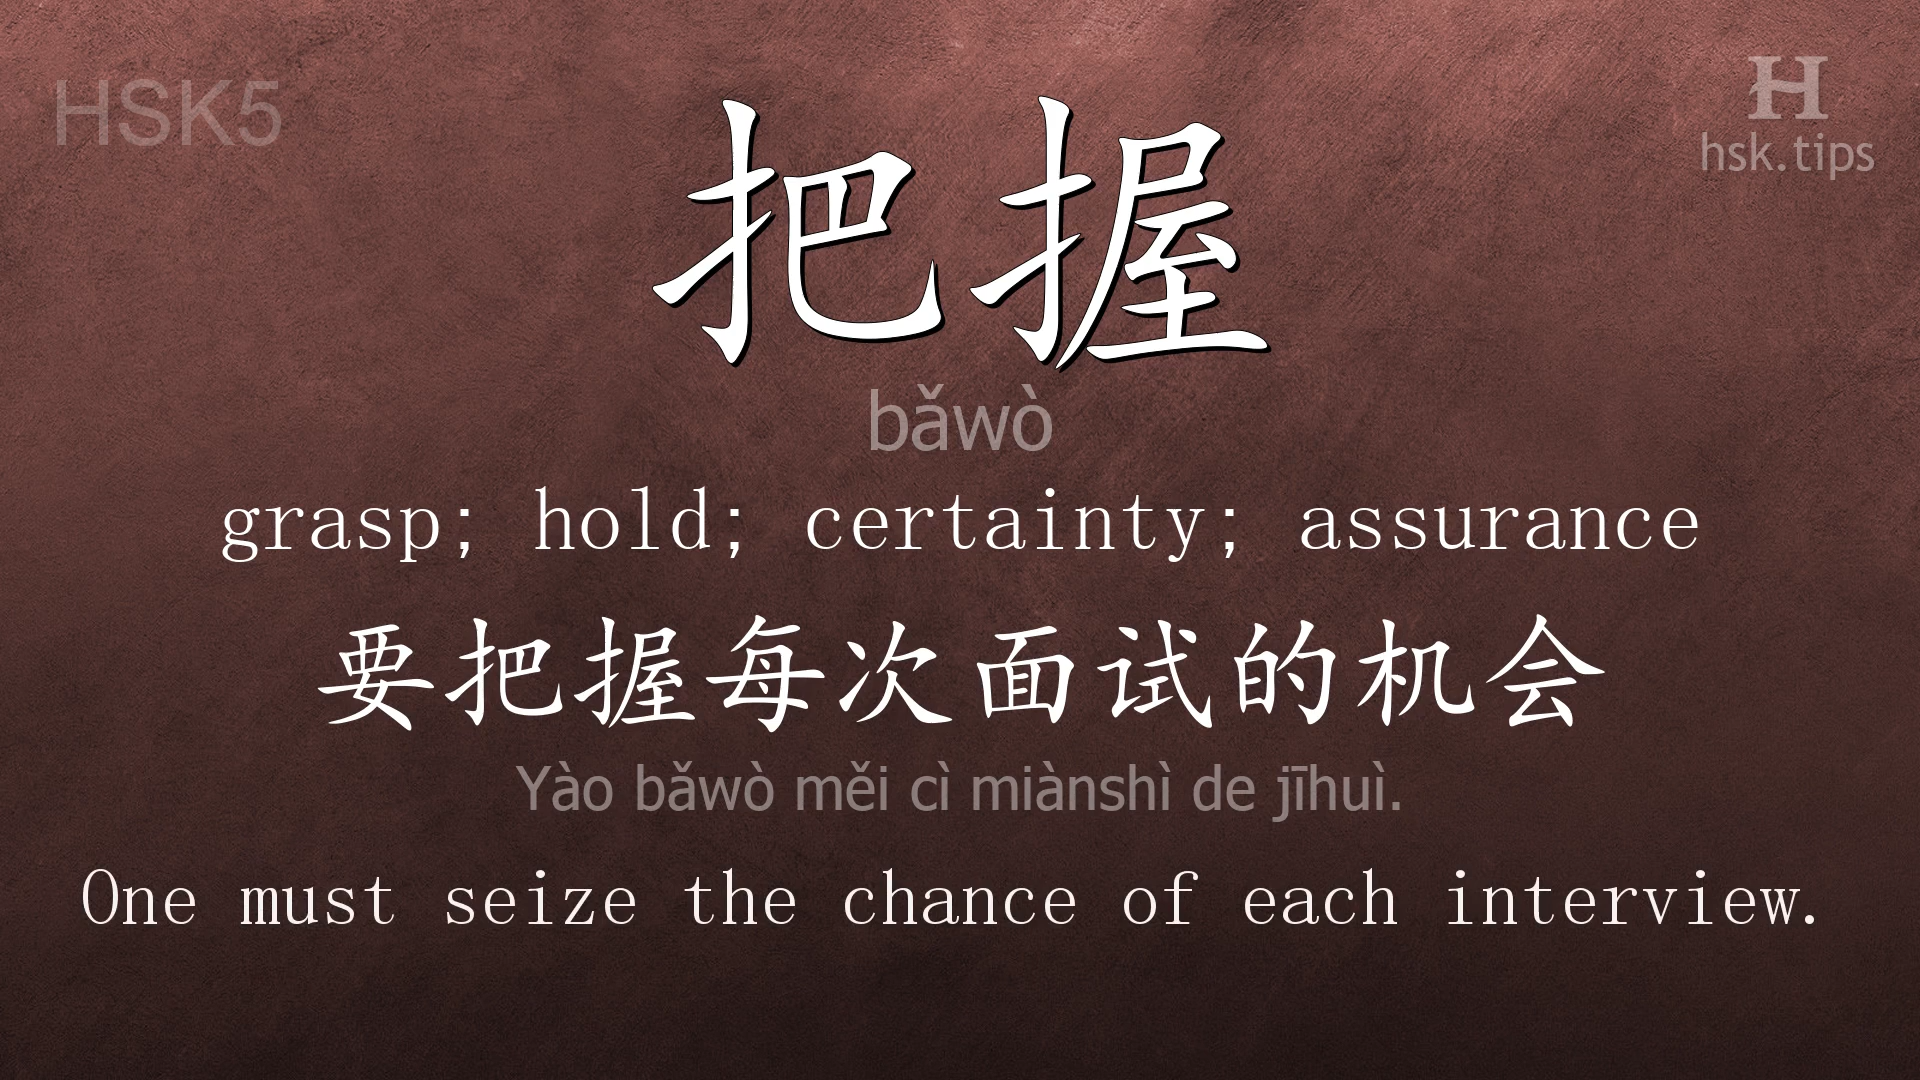 HSK5
H
hsk.tips
把握
bǎwò
grasp; hold; certainty; assurance
要把握每次面试的机会
Yào bǎwò měi cì miànshì de jīhuì.
One must seize the chance of each interview.